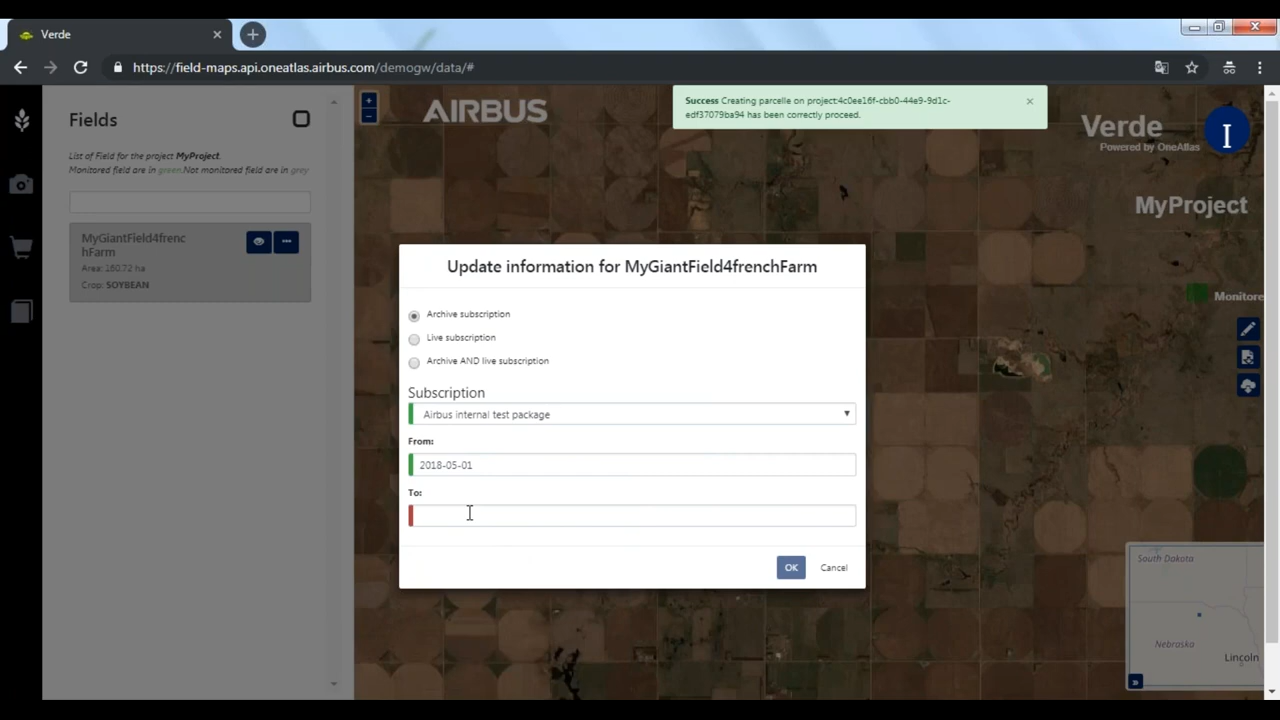 Verde
https://field-maps.api.oneatlas.airbus.com/demogw/data/#
Fields
List of Field for the project MyProject.
Monitored field are in green.Not monitored field are in grey
MyGiantField4frenc
hFarm
Area: 160.72 ha
Crop: SOYBEAN
+
−
AIRBUS
Success Creating parcelle on project:4c0ee16f-cbb0-44e9-9d1c-
edf37079ba94 has been correctly proceed.
×
Verde
Powered by OneAtlas
MyProject
Monitore
Update information for MyGiantField4frenchFarm
Archive subscription
Live subscription
Archive AND live subscription
Subscription
Airbus internal test package
From:
2018-05-01
To:
OK
Cancel
South Dakota
Nebraska
Lincoln